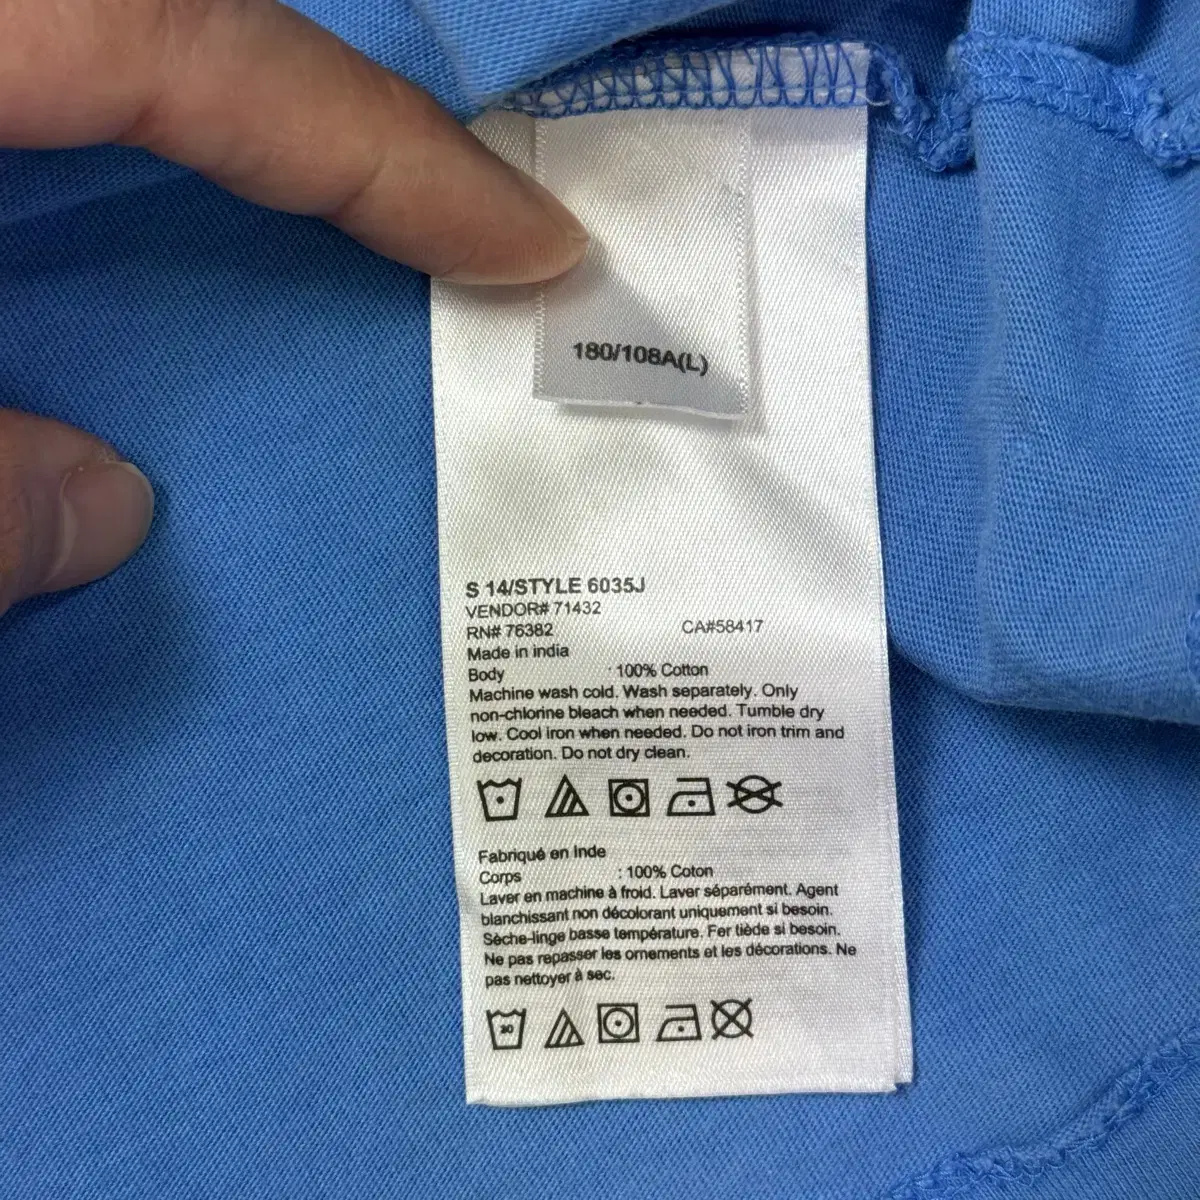 180/108A(L)
S 14/STYLE 6035J
VENDOR# 71432
RN# 76382 CA#58417
Made in india
Body : 100% Cotton
Machine wash cold. Wash separately. Only
non-chlorine bleach when needed. Tumble dry
low. Cool iron when needed. Do not iron trim and
decoration. Do not dry clean.
Fabriqué en Inde
Corps : 100% Coton
Laver en machine à froid. Laver séparément. Agent
blanchissant non décolorant uniquement si besoin.
Sèche-linge basse température. Fer tiède si besoin.
Ne pas repasser les ornements et les décorations. Ne
pas nettoyer à sec.
30